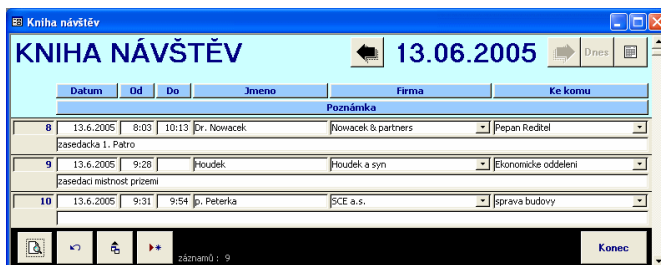 Kniha návštěv
KNIHA NÁVŠTĚV 13.06.2005 Dnes
Datum Od Do Jmeno Firma Ke komu
Poznámka
8 13.6.2005 8:03 10:13 Dr. Nowacek Nowacek & partners Pepan Reditel
zasedacka 1. Patro
9 13.6.2005 9:28 Houdek Houdek a syn Ekonomicke oddeleni
zasedaci mistnost prizemi
10 13.6.2005 9:31 9:54 p. Peterka SCE a.s. sprava budovy
záznamů : 9 Konec